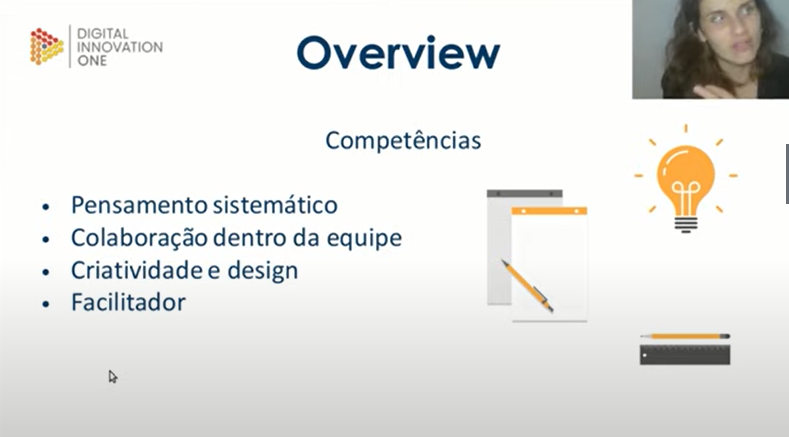 DIGITAL
INNOVATION
ONE
Overview
Competências
• Pensamento sistemático
• Colaboração dentro da equipe
• Criatividade e design
• Facilitador